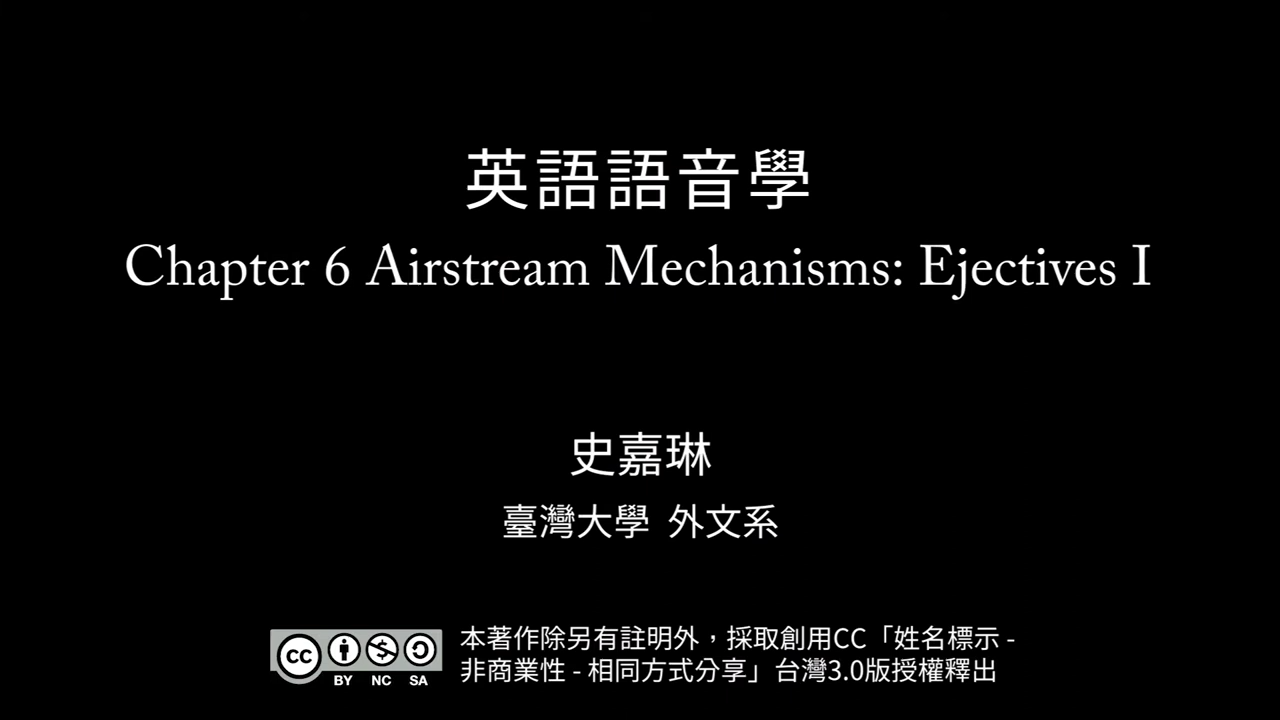 英語語音學
Chapter 6 Airstream Mechanisms: Ejectives I
史嘉琳
臺灣大學 外文系
cc
BY NC SA
本著作除另有註明外，採取創用CC「姓名標示 -
非商業性 - 相同方式分享」台灣3.0版授權釋出